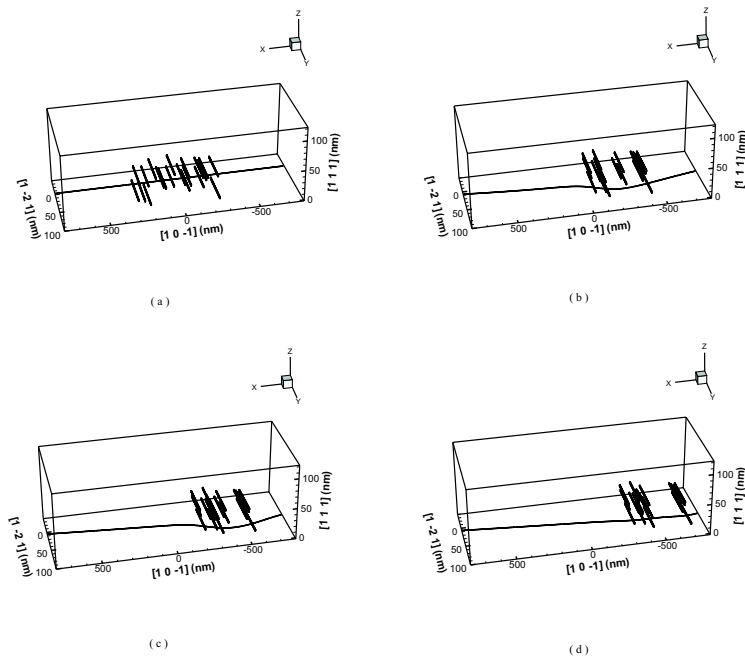 Z
X
Y
[1 -2 1] (nm)
0
50
100
500
0
-500
[1 0 -1] (nm)
0
50
100
[1 1 1] (nm)
( a )
Z
X
Y
[1 -2 1] (nm)
0
50
100
500
0
-500
[1 0 -1] (nm)
0
50
100
[1 1 1] (nm)
( b )
Z
X
Y
[1 -2 1] (nm)
0
50
100
500
0
-500
[1 0 -1] (nm)
0
50
100
[1 1 1] (nm)
( c )
Z
X
Y
[1 -2 1] (nm)
0
50
100
500
0
-500
[1 0 -1] (nm)
0
50
100
[1 1 1] (nm)
( d )